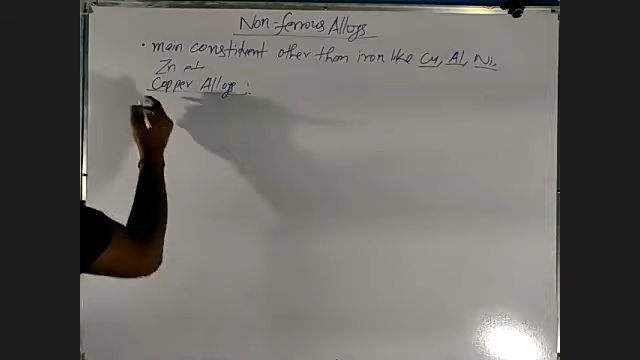 Non-ferrous Alloys
• main constituent other than iron like Cu, Al, Ni,
Zn etc
Copper Alloys :